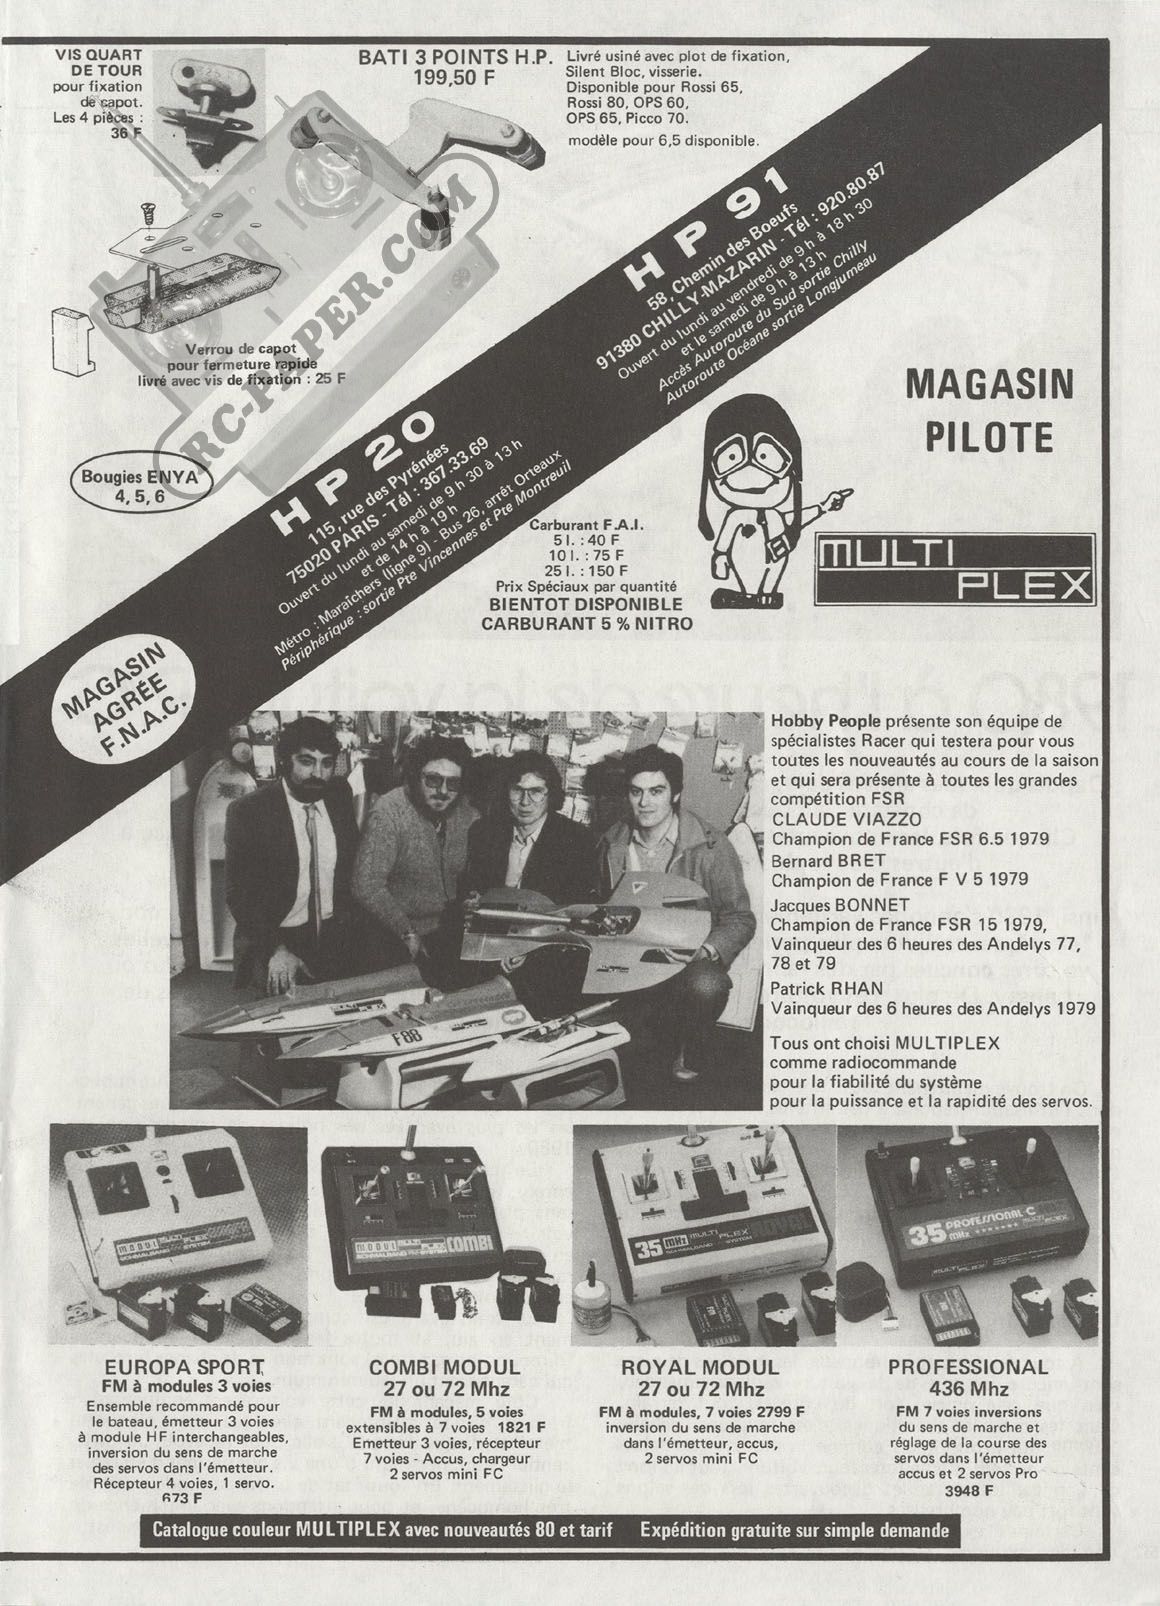 VIS QUART
DE TOUR
pour fixation
de capot.
Les 4 pièces :
36 F
BATI 3 POINTS H.P.
199,50 F
Livré usiné avec plot de fixation,
Silent Bloc, visserie.
Disponible pour Rossi 65,
Rossi 80, OPS 60,
OPS 65, Picco 70.
modèle pour 6,5 disponible.
RC-PAPER.COM
Verrou de capot
pour fermeture rapide
livré avec vis de fixation : 25 F
Bougies ENYA
4, 5, 6
HP 91
58, Chemin des Boeufs
91380 CHILLY-MAZARIN - Tél : 920.80.87
Ouvert du lundi au vendredi de 9 h à 18 h 30
et le samedi de 9 h à 13 h
Accès Autoroute du Sud sortie Chilly
Autoroute Océane sortie Longjumeau
HP 20
115, rue des Pyrénées
75020 PARIS - Tél : 367.33.69
Ouvert du lundi au samedi de 9 h 30 à 13 h
et de 14 h à 19 h
Métro : Maraîchers (ligne 9) - Bus 26, arrêt Orteaux
Périphérique : sortie Pte Vincennes et Pte Montreuil
MAGASIN
PILOTE
MULTI
PLEX
Carburant F.A.I.
5 l. : 40 F
10 l. : 75 F
25 l. : 150 F
Prix Spéciaux par quantité
BIENTOT DISPONIBLE
CARBURANT 5 % NITRO
MAGASIN
AGRÉE
F.N.A.C.
Hobby People présente son équipe de
spécialistes Racer qui testera pour vous
toutes les nouveautés au cours de la saison
et qui sera présente à toutes les grandes
compétition FSR
CLAUDE VIAZZO
Champion de France FSR 6.5 1979
Bernard BRET
Champion de France F V 5 1979
Jacques BONNET
Champion de France FSR 15 1979,
Vainqueur des 6 heures des Andelys 77,
78 et 79
Patrick RHAN
Vainqueur des 6 heures des Andelys 1979
Tous ont choisi MULTIPLEX
comme radiocommande
pour la fiabilité du système
pour la puissance et la rapidité des servos.
F88
MODUL MULTIPLEX
SCHMALBAND SYSTEM
MODUL MULTIPLEX COMBI
SCHMALBAND FM-SYSTEM
35 MHz MULTIPLEX ROYAL
SCHMALBAND SYSTEM
35 MHz PROFESSIONAL C
MULTIPLEX
FM
EUROPA SPORT
FM à modules 3 voies
Ensemble recommandé pour
le bateau, émetteur 3 voies
à module HF interchangeables,
inversion du sens de marche
des servos dans l'émetteur.
Récepteur 4 voies, 1 servo.
673 F
COMBI MODUL
27 ou 72 Mhz
FM à modules, 5 voies
extensibles à 7 voies 1821 F
Emetteur 3 voies, récepteur
7 voies - Accus, chargeur
2 servos mini FC
ROYAL MODUL
27 ou 72 Mhz
FM à modules, 7 voies 2799 F
inversion du sens de marche
dans l'émetteur, accus,
2 servos mini FC
PROFESSIONAL
436 Mhz
FM 7 voies inversions
du sens de marche et
réglage de la course des
servos dans l'émetteur
accus et 2 servos Pro
3948 F
Catalogue couleur MULTIPLEX avec nouveautés 80 et tarif Expédition gratuite sur simple demande